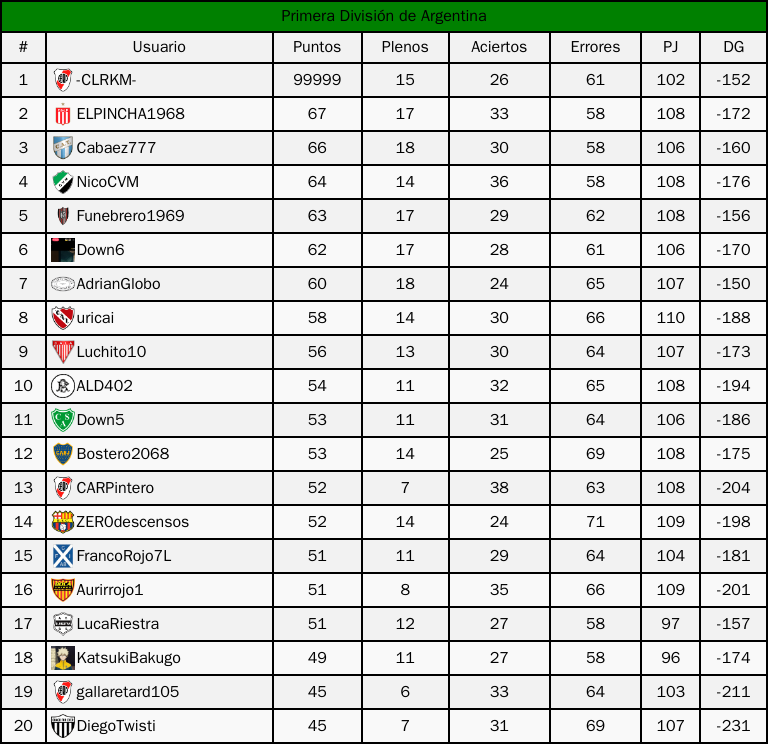 Primera División de Argentina
# Usuario Puntos Plenos Aciertos Errores PJ DG
1 -CLRKM- 99999 15 26 61 102 -152
2 ELPINCHA1968 67 17 33 58 108 -172
3 Cabaez777 66 18 30 58 106 -160
4 NicoCVM 64 14 36 58 108 -176
5 Funebrero1969 63 17 29 62 108 -156
6 Down6 62 17 28 61 106 -170
7 AdrianGlobo 60 18 24 65 107 -150
8 uricai 58 14 30 66 110 -188
9 Luchito10 56 13 30 64 107 -173
10 ALD402 54 11 32 65 108 -194
11 Down5 53 11 31 64 106 -186
12 Bostero2068 53 14 25 69 108 -175
13 CARPintero 52 7 38 63 108 -204
14 ZER0descensos 52 14 24 71 109 -198
15 FrancoRojo7L 51 11 29 64 104 -181
16 Aurirrojo1 51 8 35 66 109 -201
17 LucaRiestra 51 12 27 58 97 -157
18 KatsukiBakugo 49 11 27 58 96 -174
19 gallaretard105 45 6 33 64 103 -211
20 DiegoTwisti 45 7 31 69 107 -231